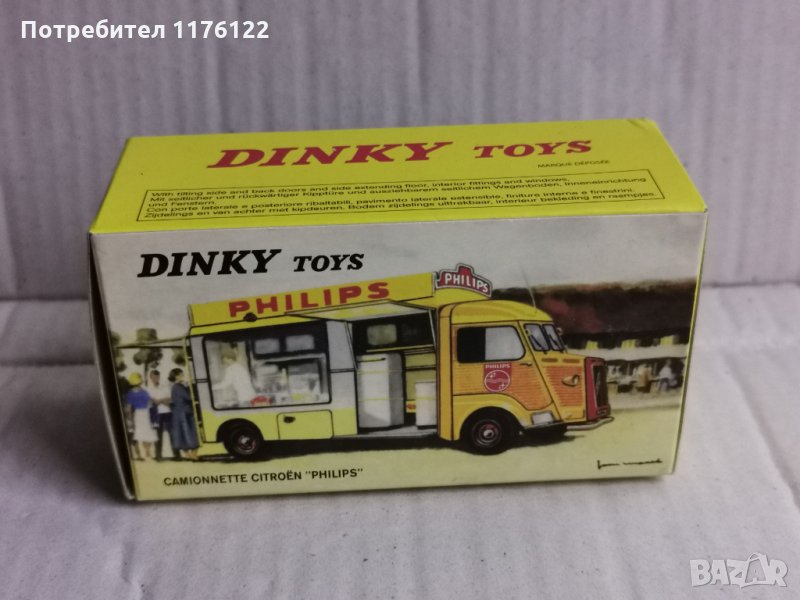 Потребител 1176122
DINKY TOYS
MARQUE DÉPOSÉE
With tilting side and back doors and side extending floor, interior fittings and windows,
Mit seitlicher und rückwärtiger Kipptüre und ausziehbarem seitlichem Wagenboden, Inneneinrichtung
und Fenstern.
Con porte laterale e posteriore ribaltabili, pavimento laterale estensibile, finiture interne e finestrini.
Zijdelings en van achter met kipdeuren. Bodem zijdelings uittrekbaar, interieur bekleding en raampjes.
DINKY TOYS
PHILIPS
PHILIPS
PHILIPS
CAMIONNETTE CITROËN "PHILIPS"
BAZAR